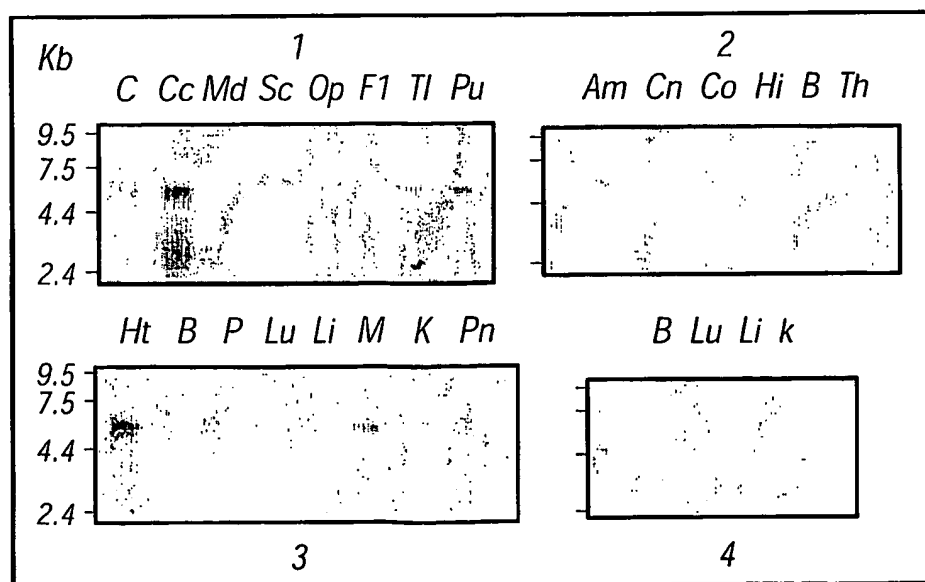 Kb
1
2
C Cc Md Sc Op F1 Tl Pu
Am Cn Co Hi B Th
9.5
7.5
4.4
2.4
Ht B P Lu Li M K Pn
B Lu Li k
9.5
7.5
4.4
2.4
3
4